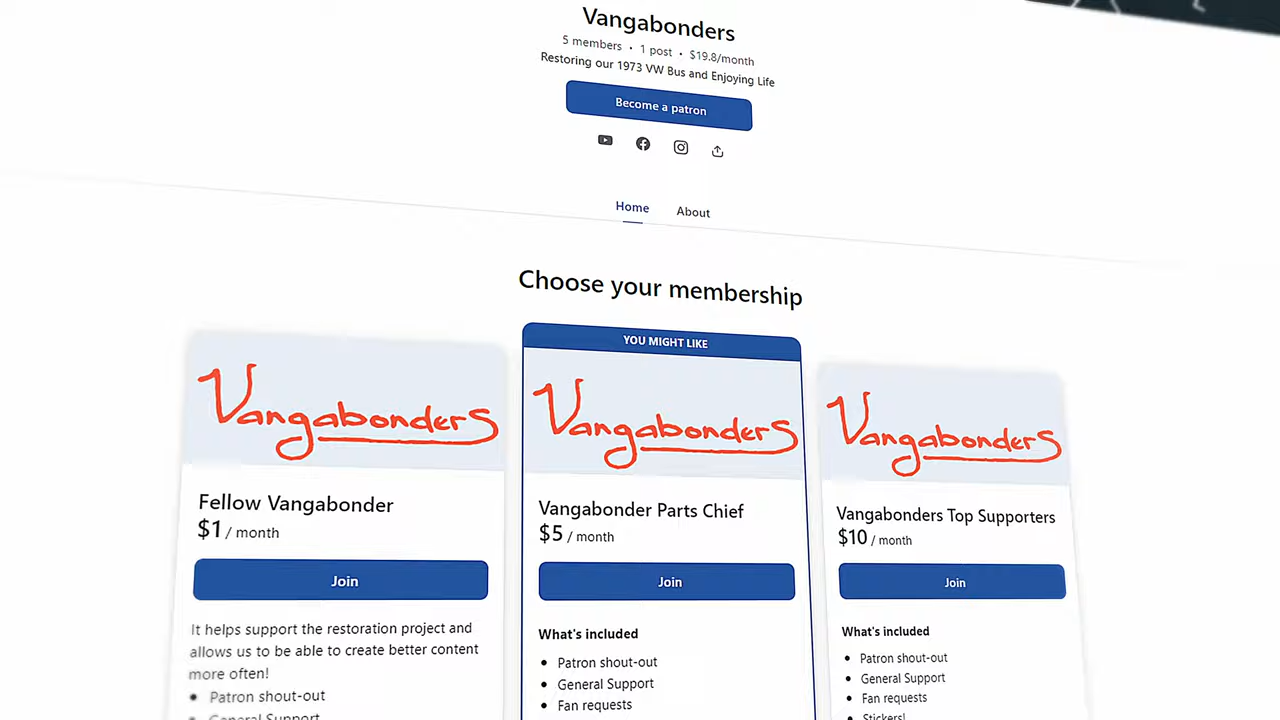 Vangabonders
5 members • 1 post • $19.8/month
Restoring our 1973 VW Bus and Enjoying Life
Become a patron
Home About
Choose your membership
Vangabonders
Fellow Vangabonder
$1 / month
Join
It helps support the restoration project and
allows us to be able to create better content
more often!
• Patron shout-out
• General Support
YOU MIGHT LIKE
Vangabonders
Vangabonder Parts Chief
$5 / month
Join
What's included
• Patron shout-out
• General Support
• Fan requests
Vangabonders
Vangabonders Top Supporters
$10 / month
Join
What's included
• Patron shout-out
• General Support
• Fan requests
• Stickers!